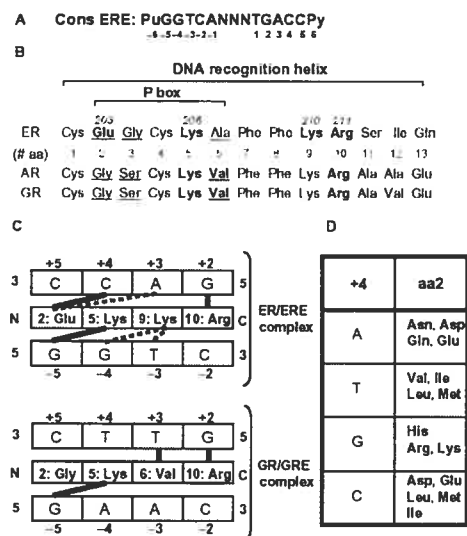 A Cons ERE: PuGGTCANNNTGACCPy
-6-5-4-3-2-1 1 2 3 4 5 6
B
DNA recognition helix
P box
203 206 210 211
ER Cys Glu Gly Cys Lys Ala Phe Phe Lys Arg Ser Ile Gln
(# aa) 1 2 3 4 5 6 7 8 9 10 11 12 13
AR Cys Gly Ser Cys Lys Val Phe Phe Lys Arg Ala Ala Glu
GR Cys Gly Ser Cys Lys Val Phe Phe Lys Arg Ala Val Glu
C
+5 +4 +3 +2
3 C C A G 5
N 2: Glu 5: Lys 9: Lys 10: Arg C
5 G G T C 3
-5 -4 -3 -2
ER/ERE
complex
+5 +4 +3 +2
3 C T T G 5
N 2: Gly 5: Lys 6: Val 10: Arg C
5 G A A C 3
-5 -4 -3 -2
GR/GRE
complex
D
+4 aa2
A Asn, Asp
Gln, Glu
T Val, Ile
Leu, Met
G His
Arg, Lys
C Asp, Glu
Leu, Met
Ile